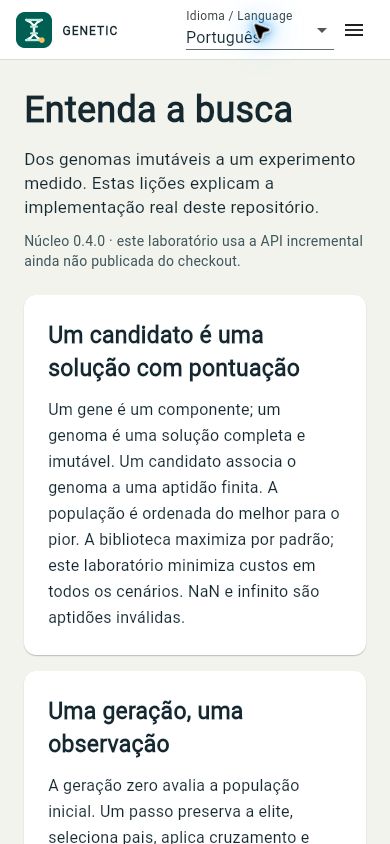 Idioma / Language
GENETIC
Português
Entenda a busca
Dos genomas imutáveis a um experimento
medido. Estas lições explicam a
implementação real deste repositório.
Núcleo 0.4.0 · este laboratório usa a API incremental
ainda não publicada do checkout.
Um candidato é uma
solução com pontuação
Um gene é um componente; um
genoma é uma solução completa e
imutável. Um candidato associa o
genoma a uma aptidão finita. A
população é ordenada do melhor para o
pior. A biblioteca maximiza por padrão;
este laboratório minimiza custos em
todos os cenários. NaN e infinito são
aptidões inválidas.
Uma geração, uma
observação
A geração zero avalia a população
inicial. Um passo preserva a elite,
seleciona pais, aplica cruzamento e